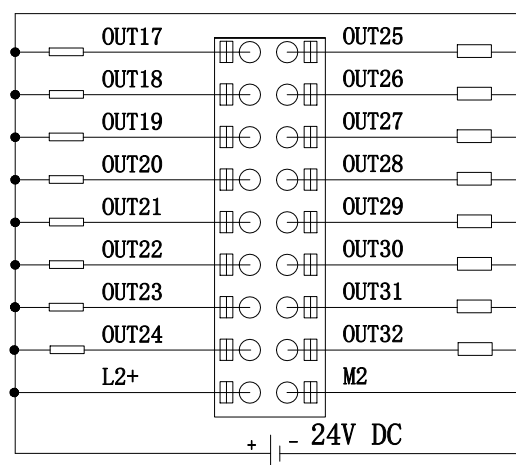 OUT17 OUT25
OUT18 OUT26
OUT19 OUT27
OUT20 OUT28
OUT21 OUT29
OUT22 OUT30
OUT23 OUT31
OUT24 OUT32
L2+ M2
+ - 24V DC